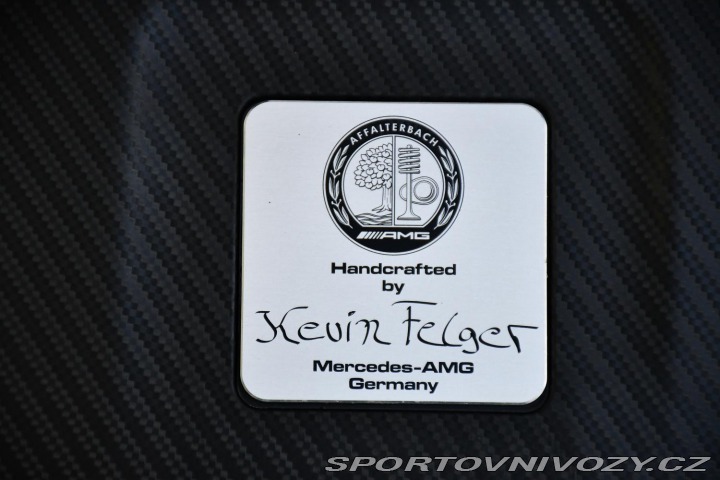 AFFALTERBACH
AMG
Handcrafted
by
Kevin Felger
Mercedes-AMG
Germany
SPORTOVNIVOZY.CZ